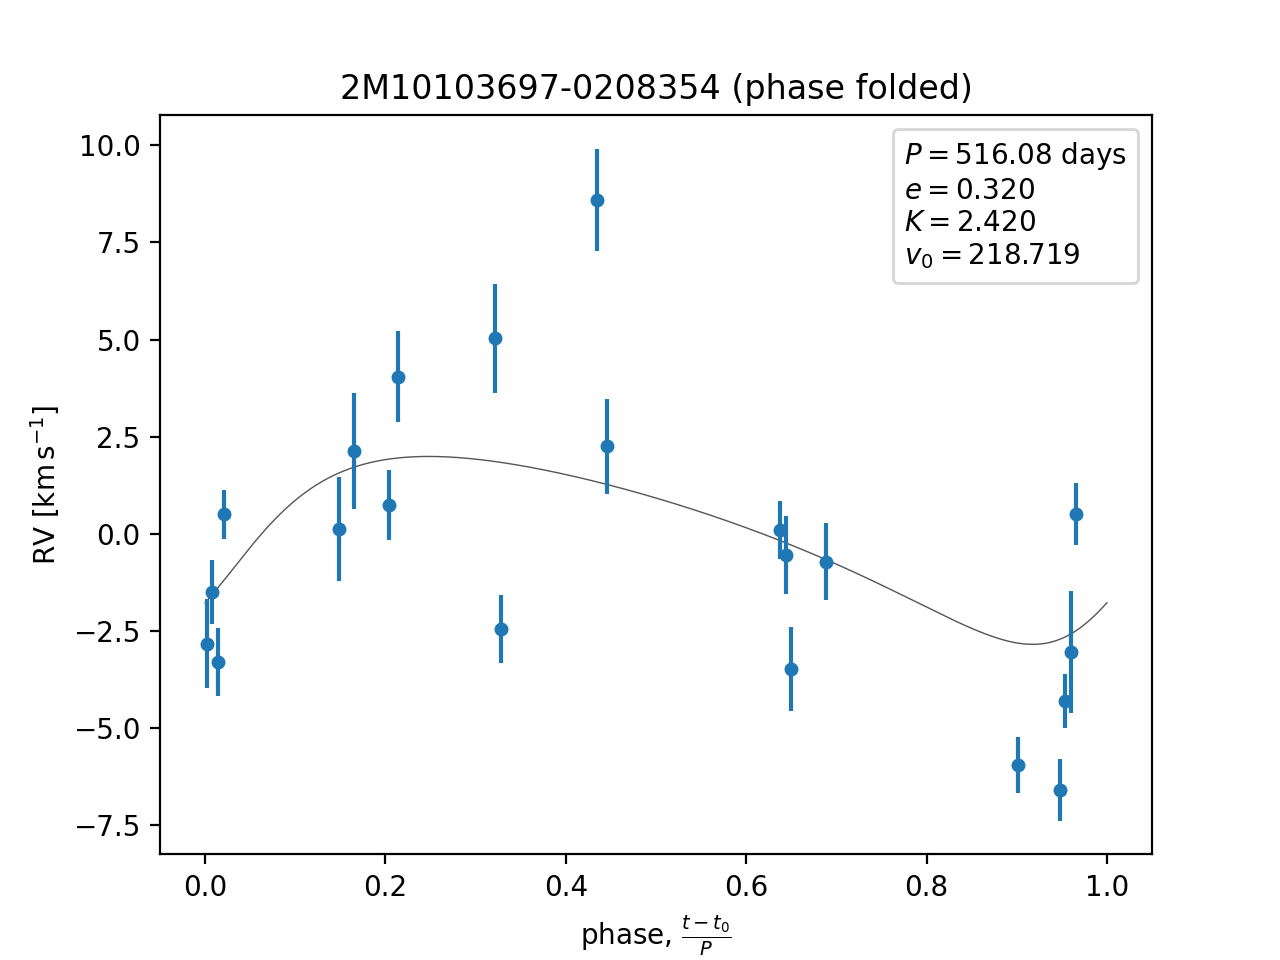 2M10103697-0208354 (phase folded)
P = 516.08 days
e = 0.320
K = 2.420
v₀ = 218.719
10.0
7.5
5.0
2.5
0.0
−2.5
−5.0
−7.5
RV [km s⁻¹]
0.0 0.2 0.4 0.6 0.8 1.0
phase, (t − t₀)/P